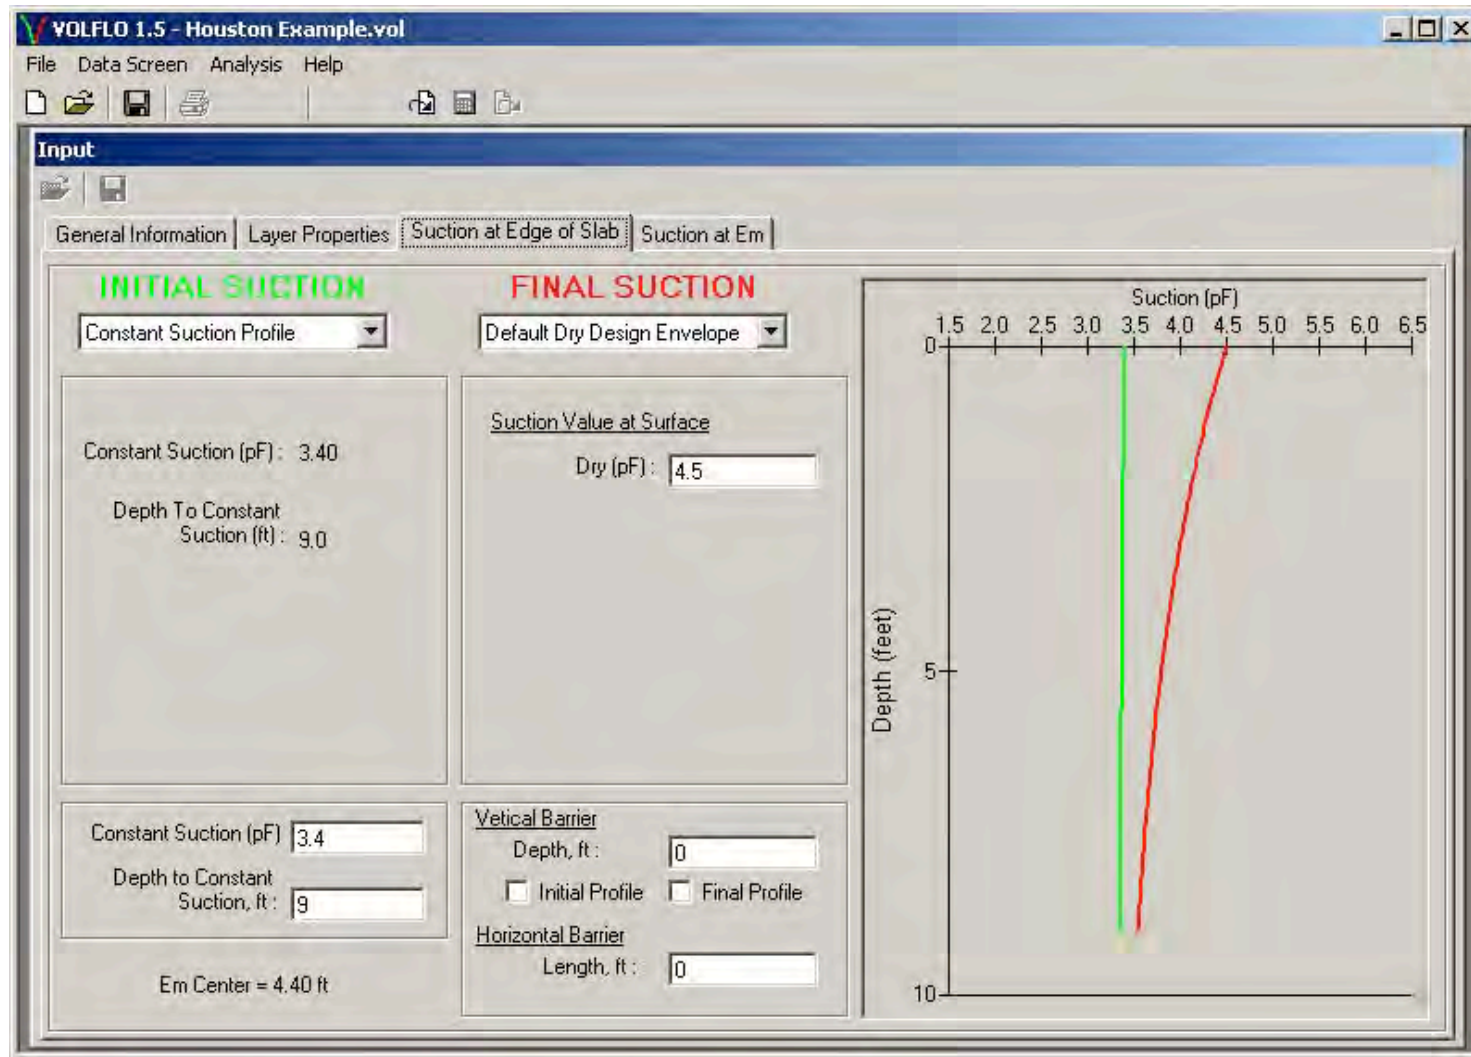 VOLFLO 1.5 - Houston Example.vol
File Data Screen Analysis Help
Input
General Information Layer Properties Suction at Edge of Slab Suction at Em
INITIAL SUCTION
Constant Suction Profile
Constant Suction (pF) : 3.40
Depth To Constant
Suction (ft) : 9.0
Constant Suction (pF) 3.4
Depth to Constant
Suction, ft : 9
Em Center = 4.40 ft
FINAL SUCTION
Default Dry Design Envelope
Suction Value at Surface
Dry (pF) : 4.5
Vetical Barrier
Depth, ft : 0
Initial Profile Final Profile
Horizontal Barrier
Length, ft : 0
Suction (pF)
1.5 2.0 2.5 3.0 3.5 4.0 4.5 5.0 5.5 6.0 6.5
0
Depth (feet)
5
10